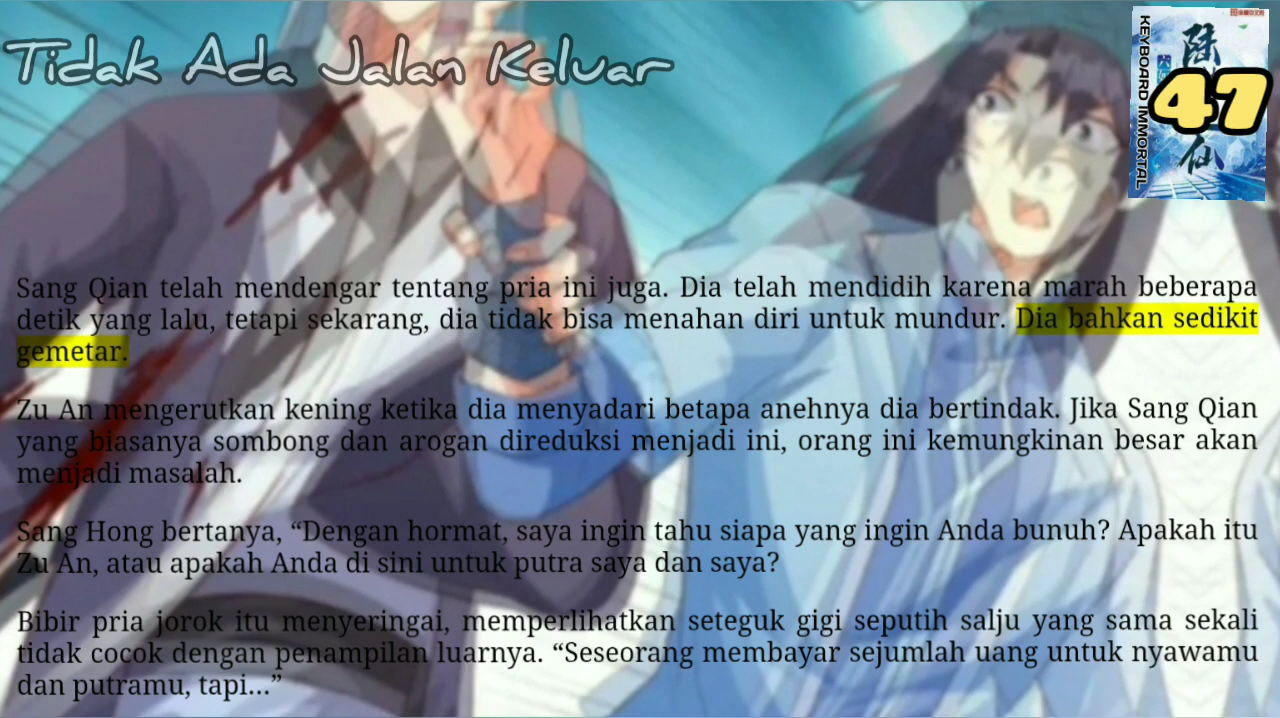 Tidak Ada Jalan Keluar
KEYBOARD IMMORTAL
47
Sang Qian telah mendengar tentang pria ini juga. Dia telah mendidih karena marah beberapa
detik yang lalu, tetapi sekarang, dia tidak bisa menahan diri untuk mundur. Dia bahkan sedikit
gemetar.
Zu An mengerutkan kening ketika dia menyadari betapa anehnya dia bertindak. Jika Sang Qian
yang biasanya sombong dan arogan direduksi menjadi ini, orang ini kemungkinan besar akan
menjadi masalah.
Sang Hong bertanya, “Dengan hormat, saya ingin tahu siapa yang ingin Anda bunuh? Apakah itu
Zu An, atau apakah Anda di sini untuk putra saya dan saya?
Bibir pria jorok itu menyeringai, memperlihatkan seteguk gigi seputih salju yang sama sekali
tidak cocok dengan penampilan luarnya. “Seseorang membayar sejumlah uang untuk nyawamu
dan putramu, tapi...”